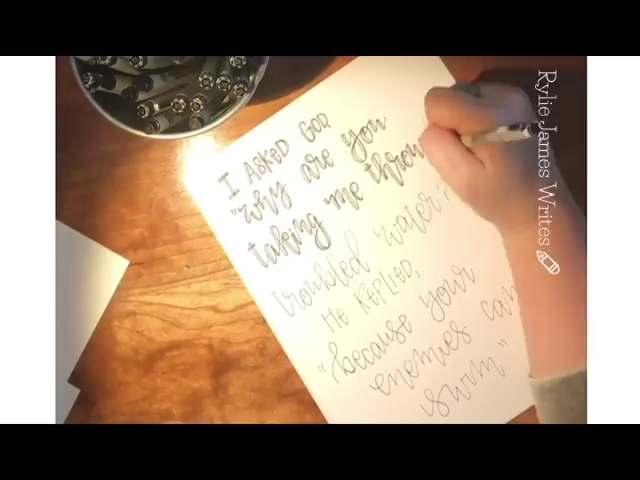 I ASKED GOD,
"why are you
taking me throu
troubled water?"
HE REPLIED,
"because your
enemies can
swim"
Rylie James Writes